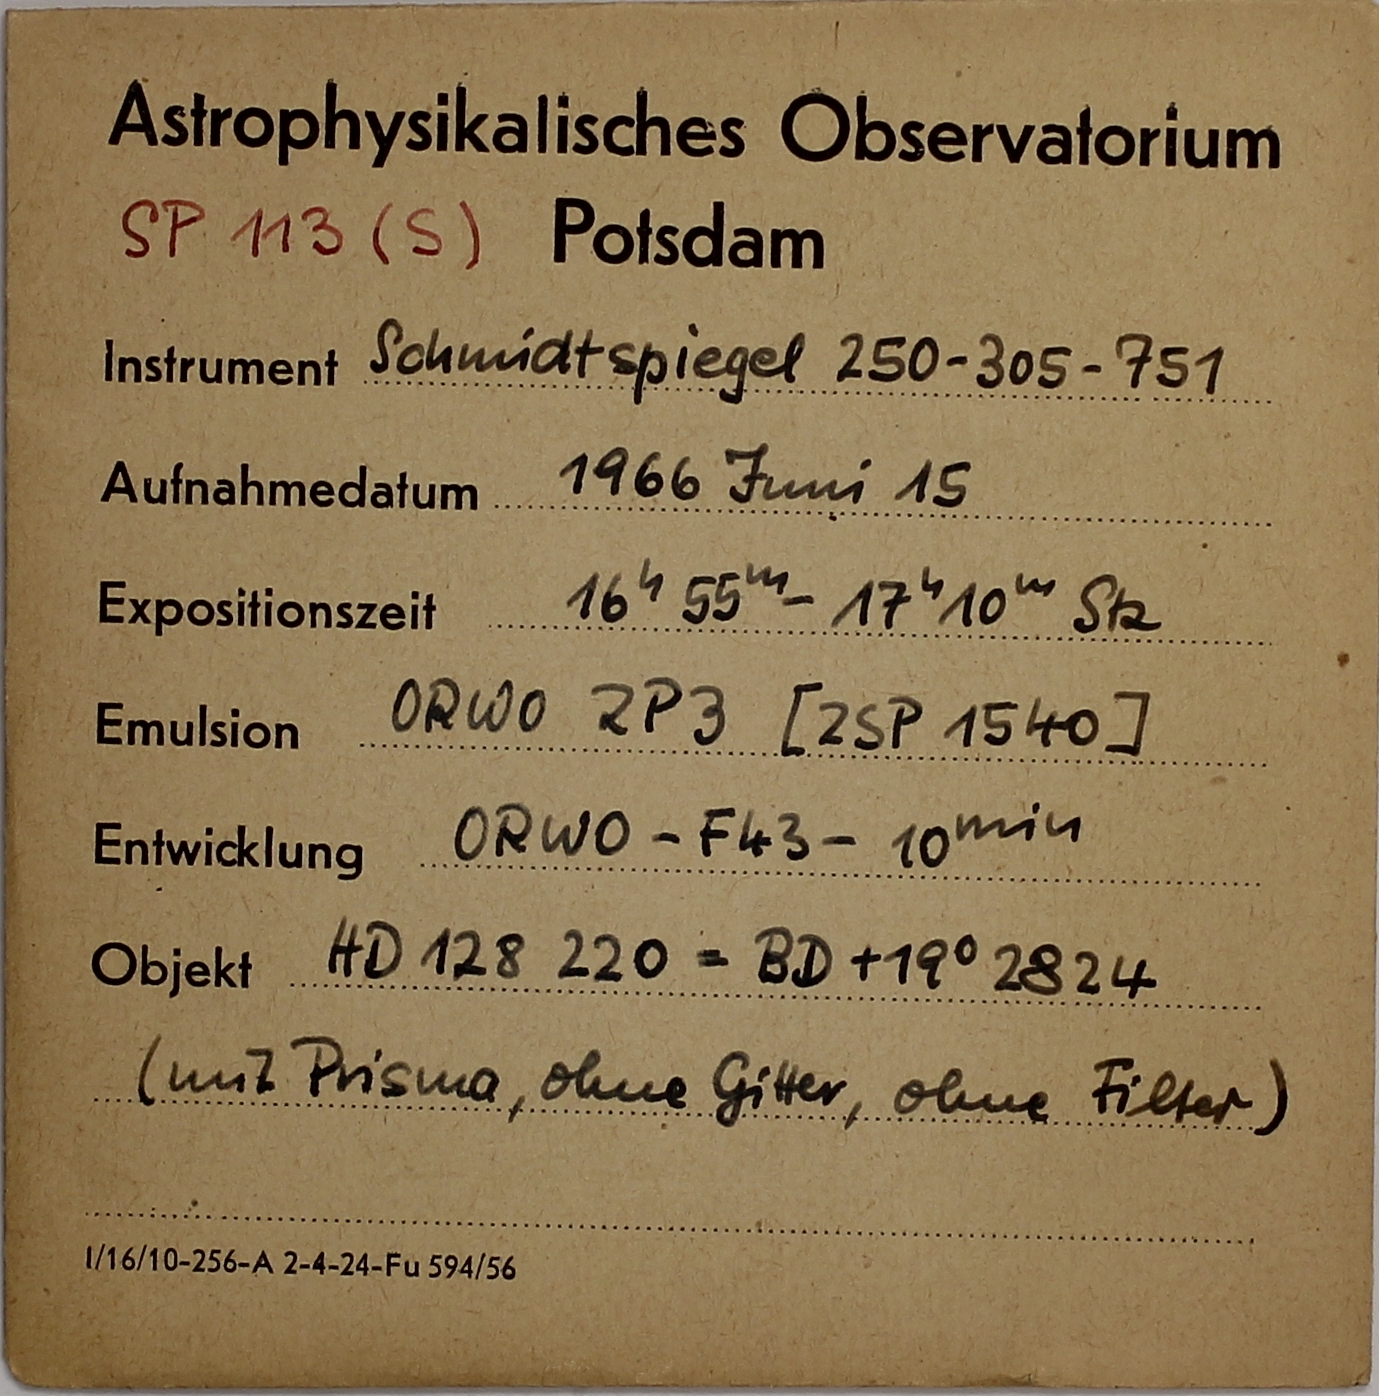 Astrophysikalisches Observatorium
SP 113 (S) Potsdam
Instrument Schmidtspiegel 250-305-751
Aufnahmedatum 1966 Juni 15
Expositionszeit 16h 55m - 17h 10m Stz
Emulsion ORWO ZP3 [ZSP 1540]
Entwicklung ORWO - F43 - 10min
Objekt HD 128 220 = BD +19° 2824
(mit Prisma, ohne Gitter, ohne Filter)
I/16/10-256-A 2-4-24-Fu 594/56